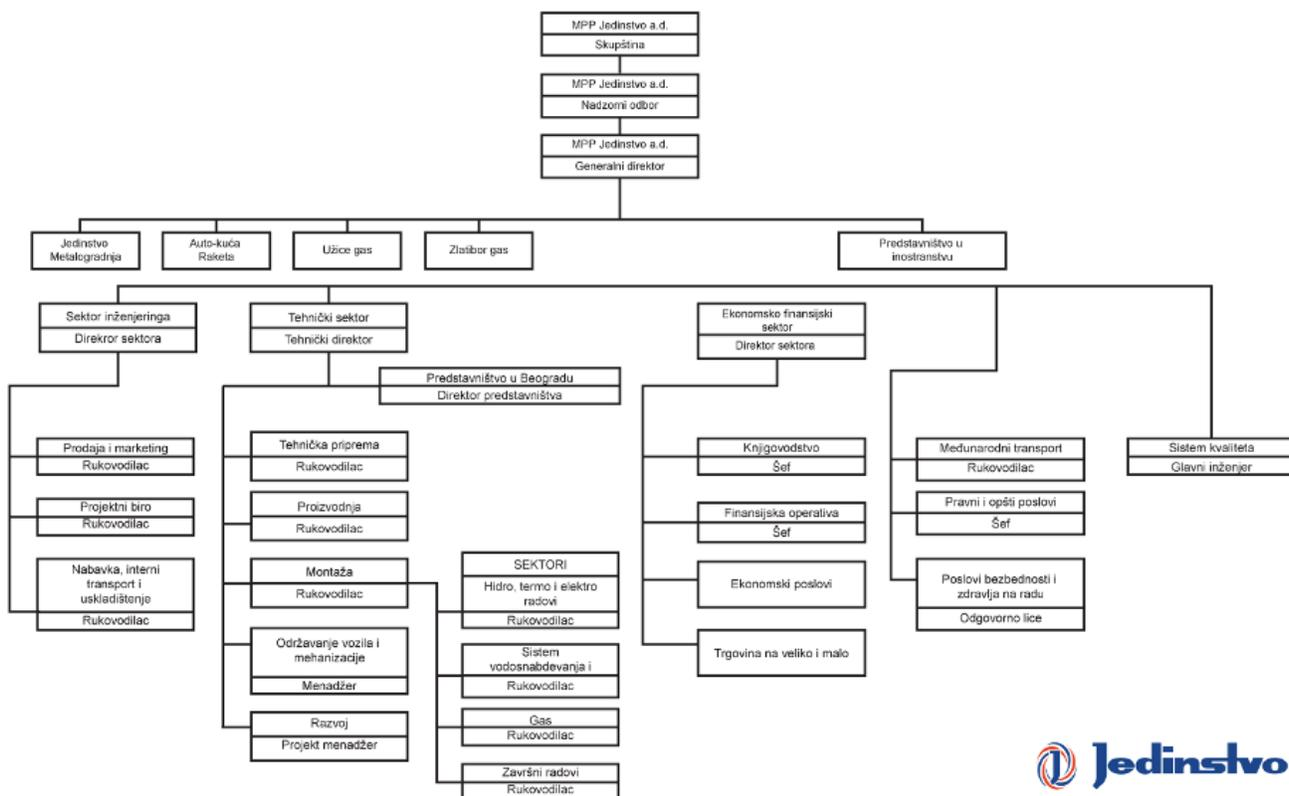 MPP Jedinstvo a.d.
Skupština
MPP Jedinstvo a.d.
Nadzorni odbor
MPP Jedinstvo a.d.
Generalni direktor
Jedinstvo
Metalogradnja
Auto-kuća
Raketa
Užice gas
Zlatibor gas
Predstavništvo u
inostranstvu
Sektor inženjeringa
Direkror sektora
Tehnički sektor
Tehnički direktor
Ekonomsko finansijski
sektor
Direktor sektora
Predstavništvo u Beogradu
Direktor predstavništva
Prodaja i marketing
Rukovodilac
Projektni biro
Rukovodilac
Nabavka, interni
transport i
uskladištenje
Rukovodilac
Tehnička priprema
Rukovodilac
Proizvodnja
Rukovodilac
Montaža
Rukovodilac
Održavanje vozila i
mehanizacije
Menadžer
Razvoj
Projekt menadžer
SEKTORI
Hidro, termo i elektro
radovi
Rukovodilac
Sistem
vodosnabdevanja i
Rukovodilac
Gas
Rukovodilac
Završni radovi
Rukovodilac
Knjigovodstvo
Šef
Finansijska operativa
Šef
Ekonomski poslovi
Trgovina na veliko i malo
Međunarodni transport
Rukovodilac
Pravni i opšti poslovi
Šef
Poslovi bezbednosti i
zdravlja na radu
Odgovorno lice
Sistem kvaliteta
Glavni inženjer
Jedinstvo